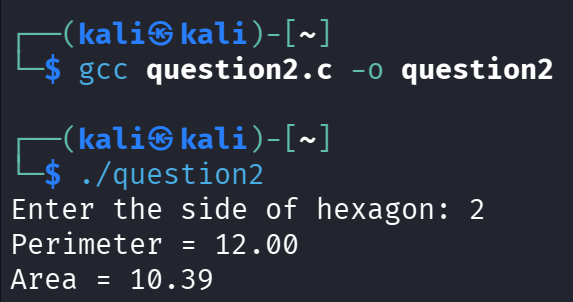 ┌──(kali㉿kali)-[~]
└─$ gcc question2.c -o question2
┌──(kali㉿kali)-[~]
└─$ ./question2
Enter the side of hexagon: 2
Perimeter = 12.00
Area = 10.39